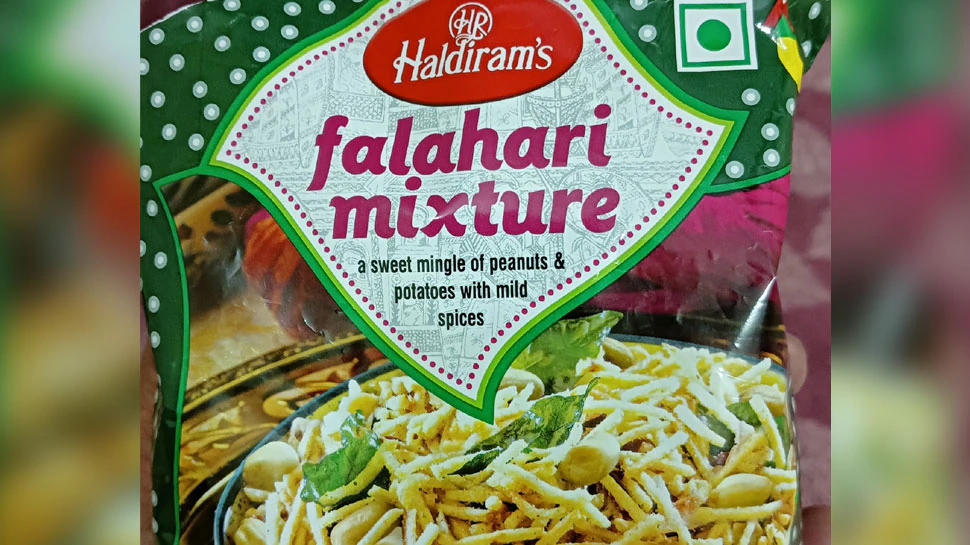 HR
Haldiram's
falahari
mixture
a sweet mingle of peanuts &
potatoes with mild
spices